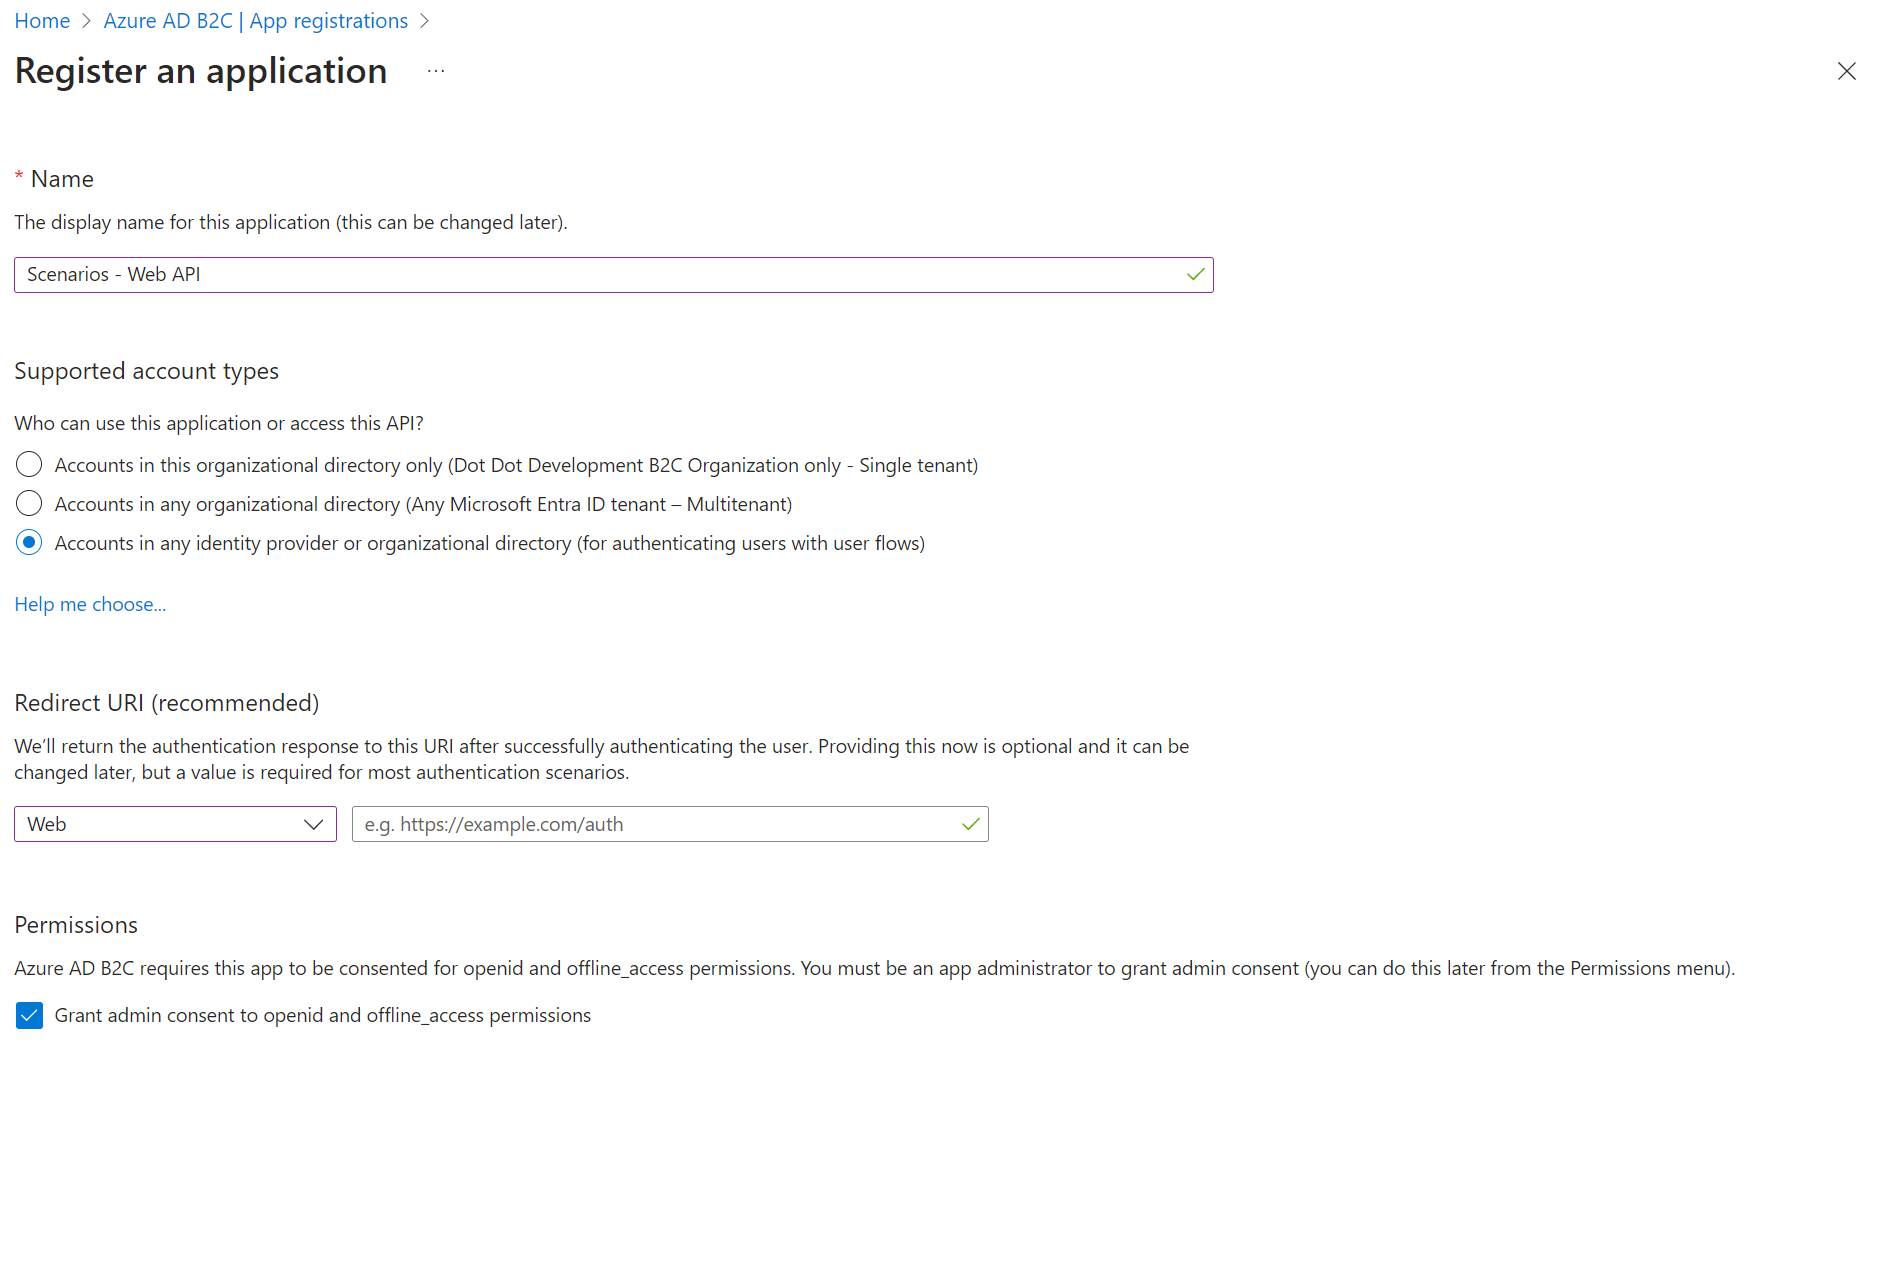 Home > Azure AD B2C | App registrations >
Register an application ...
* Name
The display name for this application (this can be changed later).
Scenarios - Web API
Supported account types
Who can use this application or access this API?
Accounts in this organizational directory only (Dot Dot Development B2C Organization only - Single tenant)
Accounts in any organizational directory (Any Microsoft Entra ID tenant – Multitenant)
Accounts in any identity provider or organizational directory (for authenticating users with user flows)
Help me choose...
Redirect URI (recommended)
We'll return the authentication response to this URI after successfully authenticating the user. Providing this now is optional and it can be
changed later, but a value is required for most authentication scenarios.
Web e.g. https://example.com/auth
Permissions
Azure AD B2C requires this app to be consented for openid and offline_access permissions. You must be an app administrator to grant admin consent (you can do this later from the Permissions menu).
Grant admin consent to openid and offline_access permissions